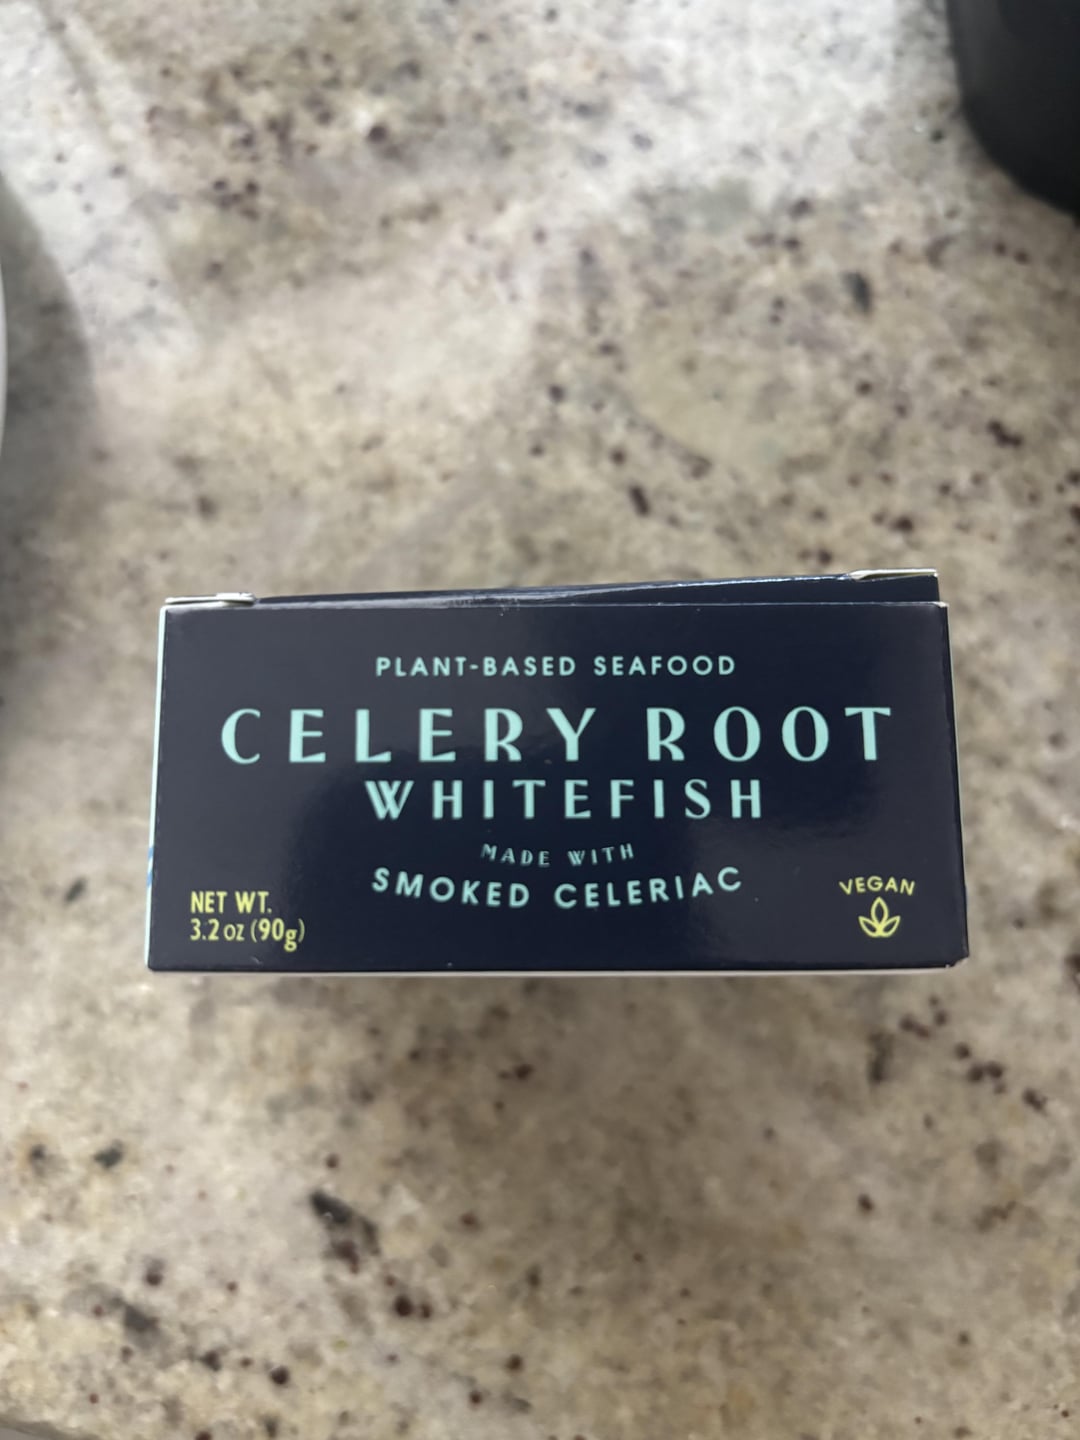 PLANT-BASED SEAFOOD
CELERY ROOT
WHITEFISH
MADE WITH
SMOKED CELERIAC
NET WT.
3.2 oz (90g)
VEGAN